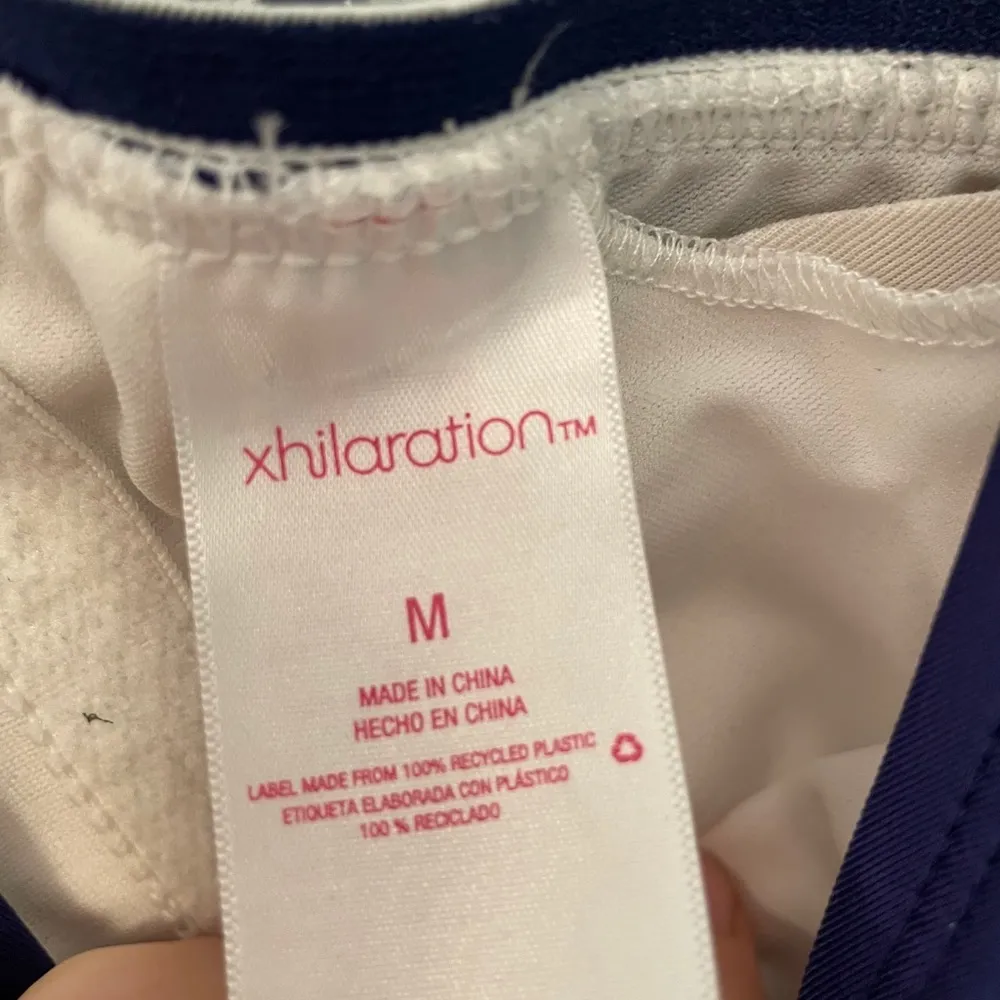 xhilaration™
M
MADE IN CHINA
HECHO EN CHINA
LABEL MADE FROM 100% RECYCLED PLASTIC
ETIQUETA ELABORADA CON PLÁSTICO
100 % RECICLADO